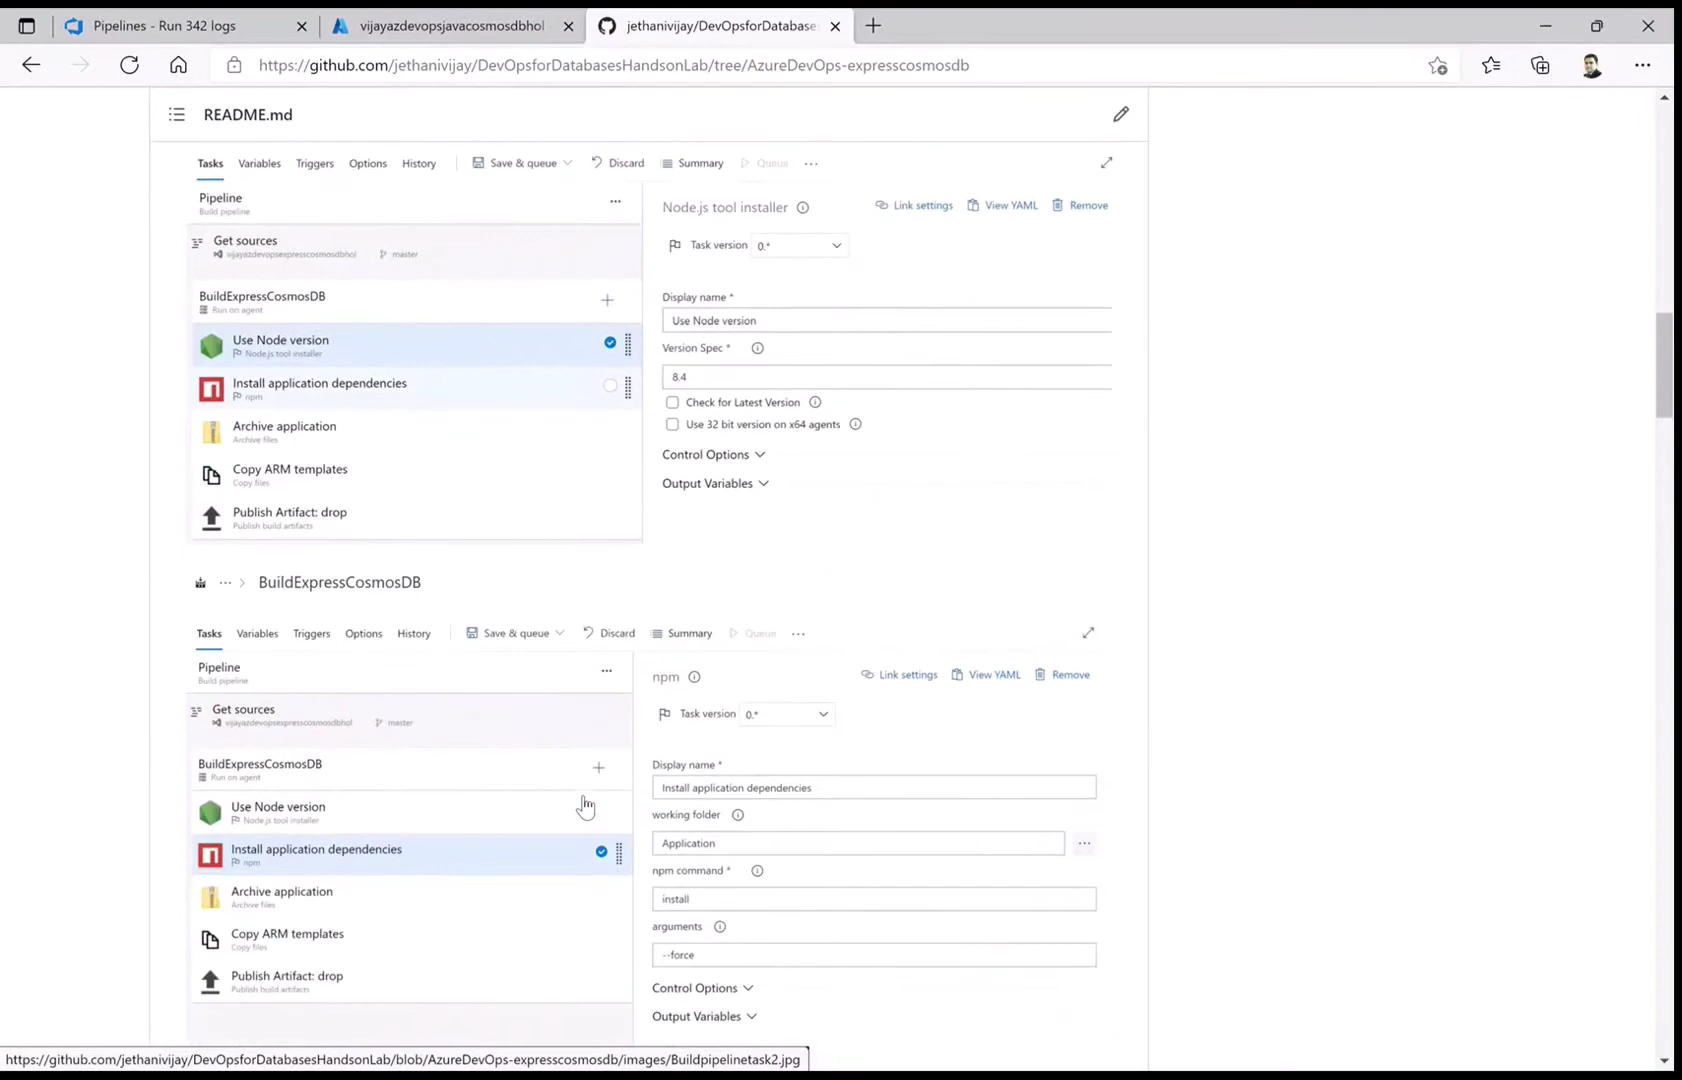 Pipelines - Run 342 logs
vijayazdevopsjavacosmosdbhol
jethanivijay/DevOpsforDatabases
https://github.com/jethanivijay/DevOpsforDatabasesHandsonLab/tree/AzureDevOps-expresscosmosdb
README.md
Tasks Variables Triggers Options History Save & queue Discard Summary Queue ...
Pipeline ...
Build pipeline
Node.js tool installer Link settings View YAML Remove
Get sources
vijayazdevopsexpresscosmosdbhol master
Task version 0.*
BuildExpressCosmosDB
Run on agent
Display name *
Use Node version
Version Spec *
8.4
Check for Latest Version
Use 32 bit version on x64 agents
Control Options
Output Variables
Use Node version
Node.js tool installer
Install application dependencies
npm
Archive application
Archive files
Copy ARM templates
Copy files
Publish Artifact: drop
Publish build artifacts
... > BuildExpressCosmosDB
Tasks Variables Triggers Options History Save & queue Discard Summary Queue ...
Pipeline ...
Build pipeline
npm Link settings View YAML Remove
Get sources
vijayazdevopsexpresscosmosdbhol master
Task version 0.*
BuildExpressCosmosDB
Run on agent
Display name *
Install application dependencies
working folder
Application ...
npm command *
install
arguments
--force
Control Options
Output Variables
Use Node version
Node.js tool installer
Install application dependencies
npm
Archive application
Archive files
Copy ARM templates
Copy files
Publish Artifact: drop
Publish build artifacts
https://github.com/jethanivijay/DevOpsforDatabasesHandsonLab/blob/AzureDevOps-expresscosmosdb/images/Buildpipelinetask2.jpg